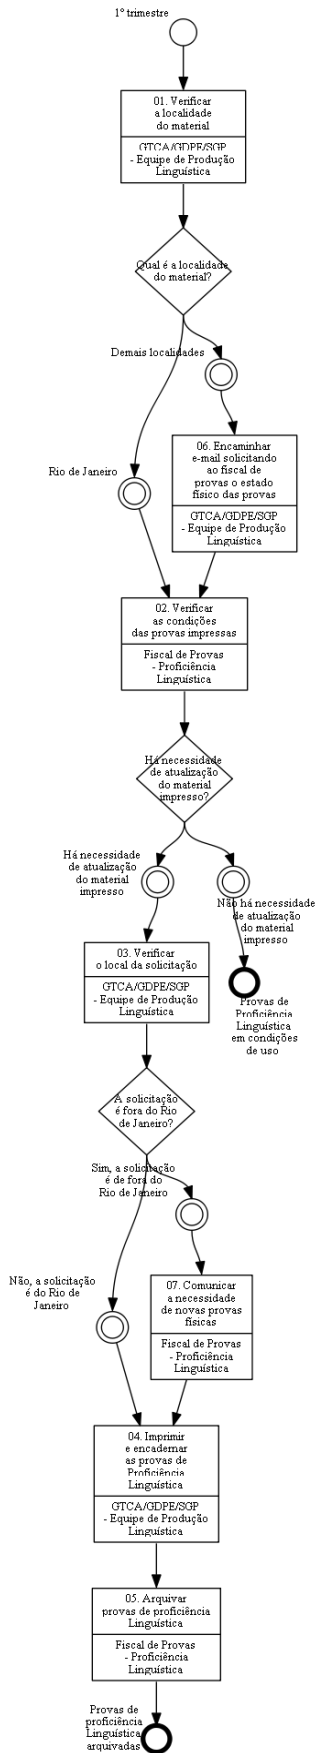 1º trimestre
01. Verificar
a localidade
do material
GTCA/GDPE/SGP
- Equipe de Produção
Linguística
Qual é a localidade
do material?
Demais localidades
Rio de Janeiro
06. Encaminhar
e-mail solicitando
ao fiscal de
provas o estado
físico das provas
GTCA/GDPE/SGP
- Equipe de Produção
Linguística
02. Verificar
as condições
das provas impressas
Fiscal de Provas
- Proficiência
Linguística
Há necessidade
de atualização
do material
impresso?
Há necessidade
de atualização
do material
impresso
Não há necessidade
de atualização
do material
impresso
03. Verificar
o local da solicitação
GTCA/GDPE/SGP
- Equipe de Produção
Linguística
Provas de
Proficiência
Linguística
em condições
de uso
A solicitação
é fora do Rio
de Janeiro?
Sim, a solicitação
é de fora do
Rio de Janeiro
Não, a solicitação
é do Rio de
Janeiro
07. Comunicar
a necessidade
de novas provas
físicas
Fiscal de Provas
- Proficiência
Linguística
04. Imprimir
e encadernar
as provas de
Proficiência
Linguística
GTCA/GDPE/SGP
- Equipe de Produção
Linguística
05. Arquivar
provas de proficiência
Linguística
Fiscal de Provas
- Proficiência
Linguística
Provas de
proficiência
Linguística
arquivadas